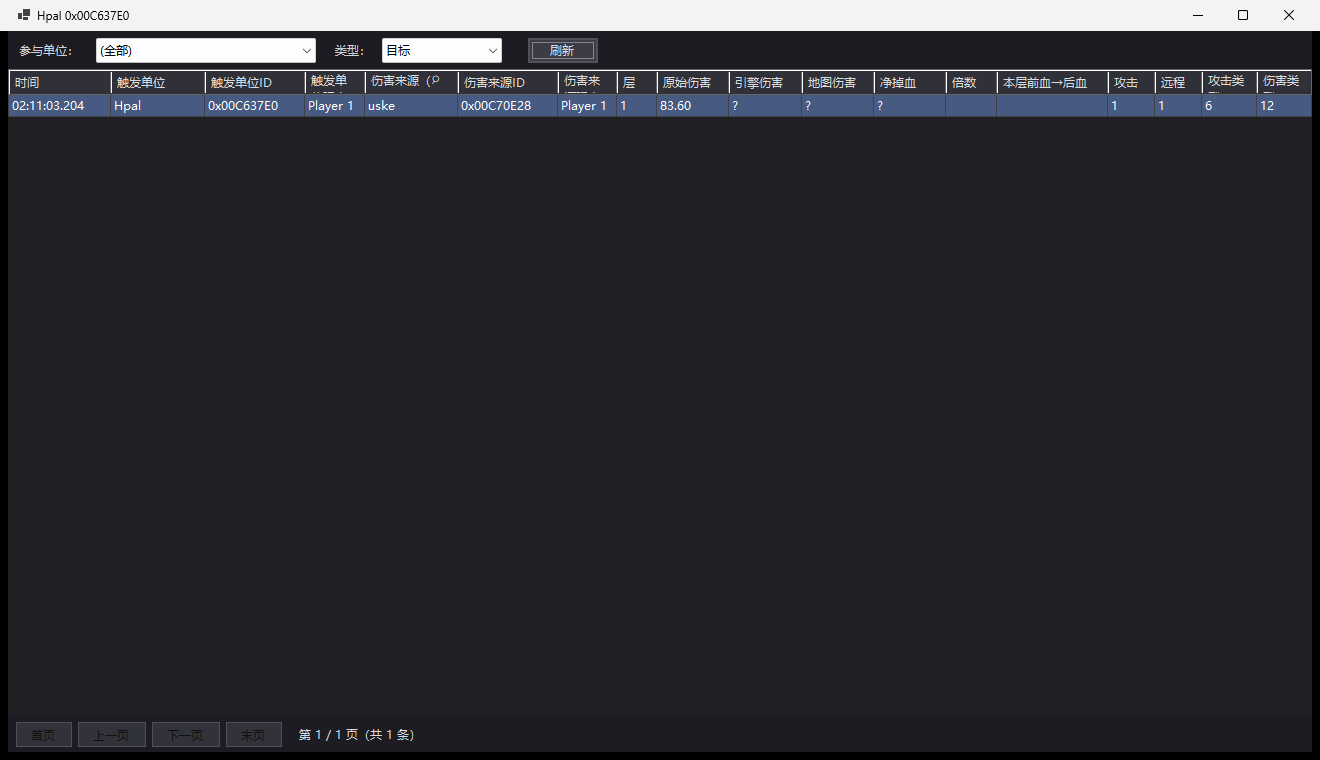 Hpal 0x00C637E0
参与单位: (全部) 类型: 目标 刷新
时间 触发单位 触发单位ID 触发单 伤害来源 伤害来源ID 伤害来 层 原始伤害 引擎伤害 地图伤害 净掉血 倍数 本层前血→后血 攻击 远程 攻击类 伤害类
02:11:03.204 Hpal 0x00C637E0 Player 1 uske 0x00C70E28 Player 1 1 83.60 ? ? ? 1 1 6 12
首页 上一页 下一页 末页 第 1 / 1 页 (共 1 条)